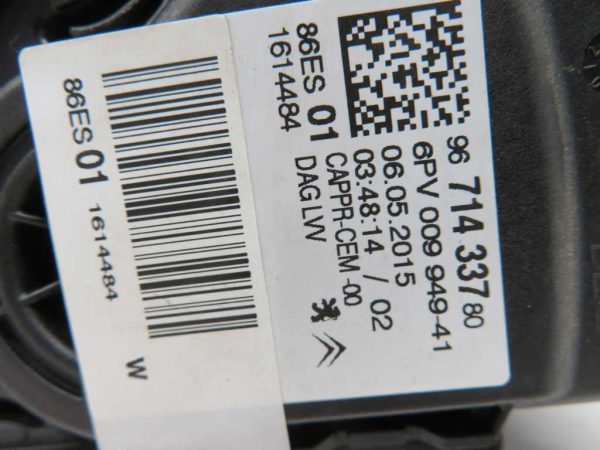 96 714 337 80
6PV 009 949-41
06.05.2015
03:48:14 / 02
CAPPR-CEM-00
DAG LVV
86ES 01
1614484
86ES 01
1614484
W